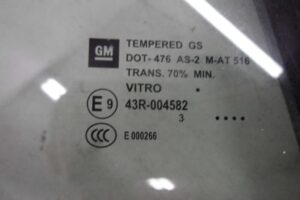 GM
TEMPERED GS
DOT-476 AS-2 M-AT 516
TRANS. 70% MIN.
VITRO
E9 43R-004582
3 ....
CCC E 000266